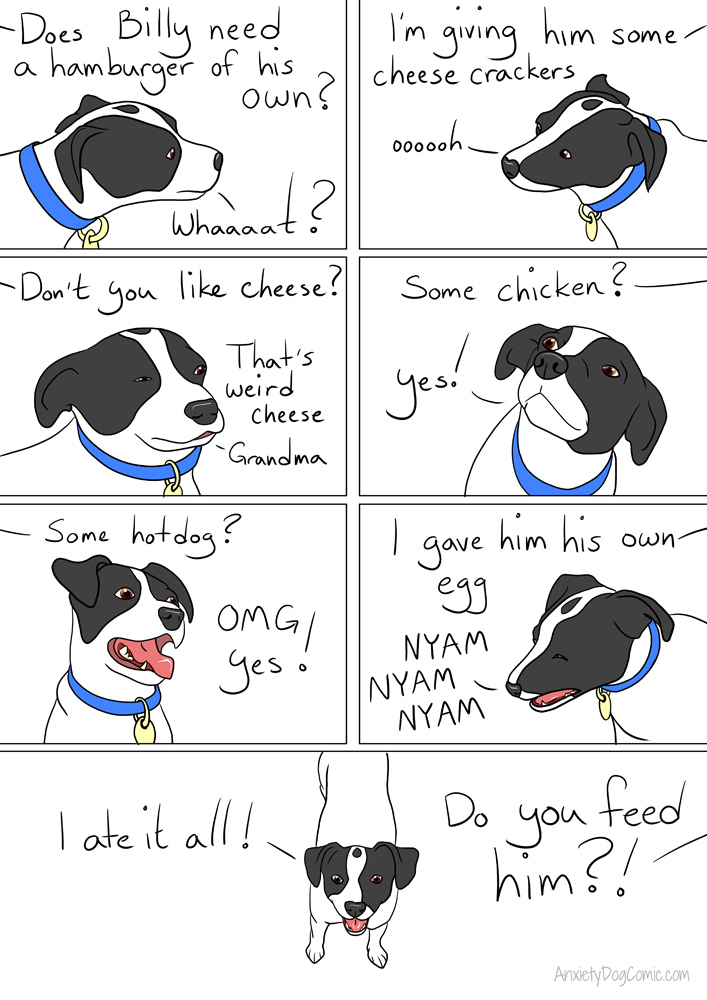 Does Billy need
a hamburger of his
own?
Whaaaat?
I'm giving him some
cheese crackers
oooooh
Don't you like cheese?
That's
weird
cheese
Grandma
Some chicken?
yes!
Some hotdog?
OMG
yes!
I gave him his own
egg
NYAM
NYAM
NYAM
I ate it all!
Do you feed
him?!
AnxietyDogComic.com